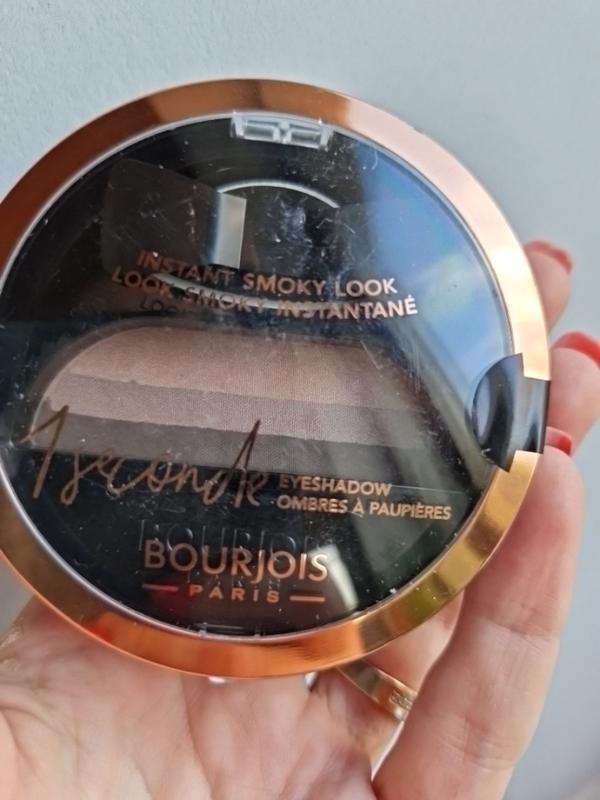 INSTANT SMOKY LOOK
LOOK SMOKY INSTANTANÉ
1 seconde
EYESHADOW
OMBRES À PAUPIÈRES
BOURJOIS
PARIS